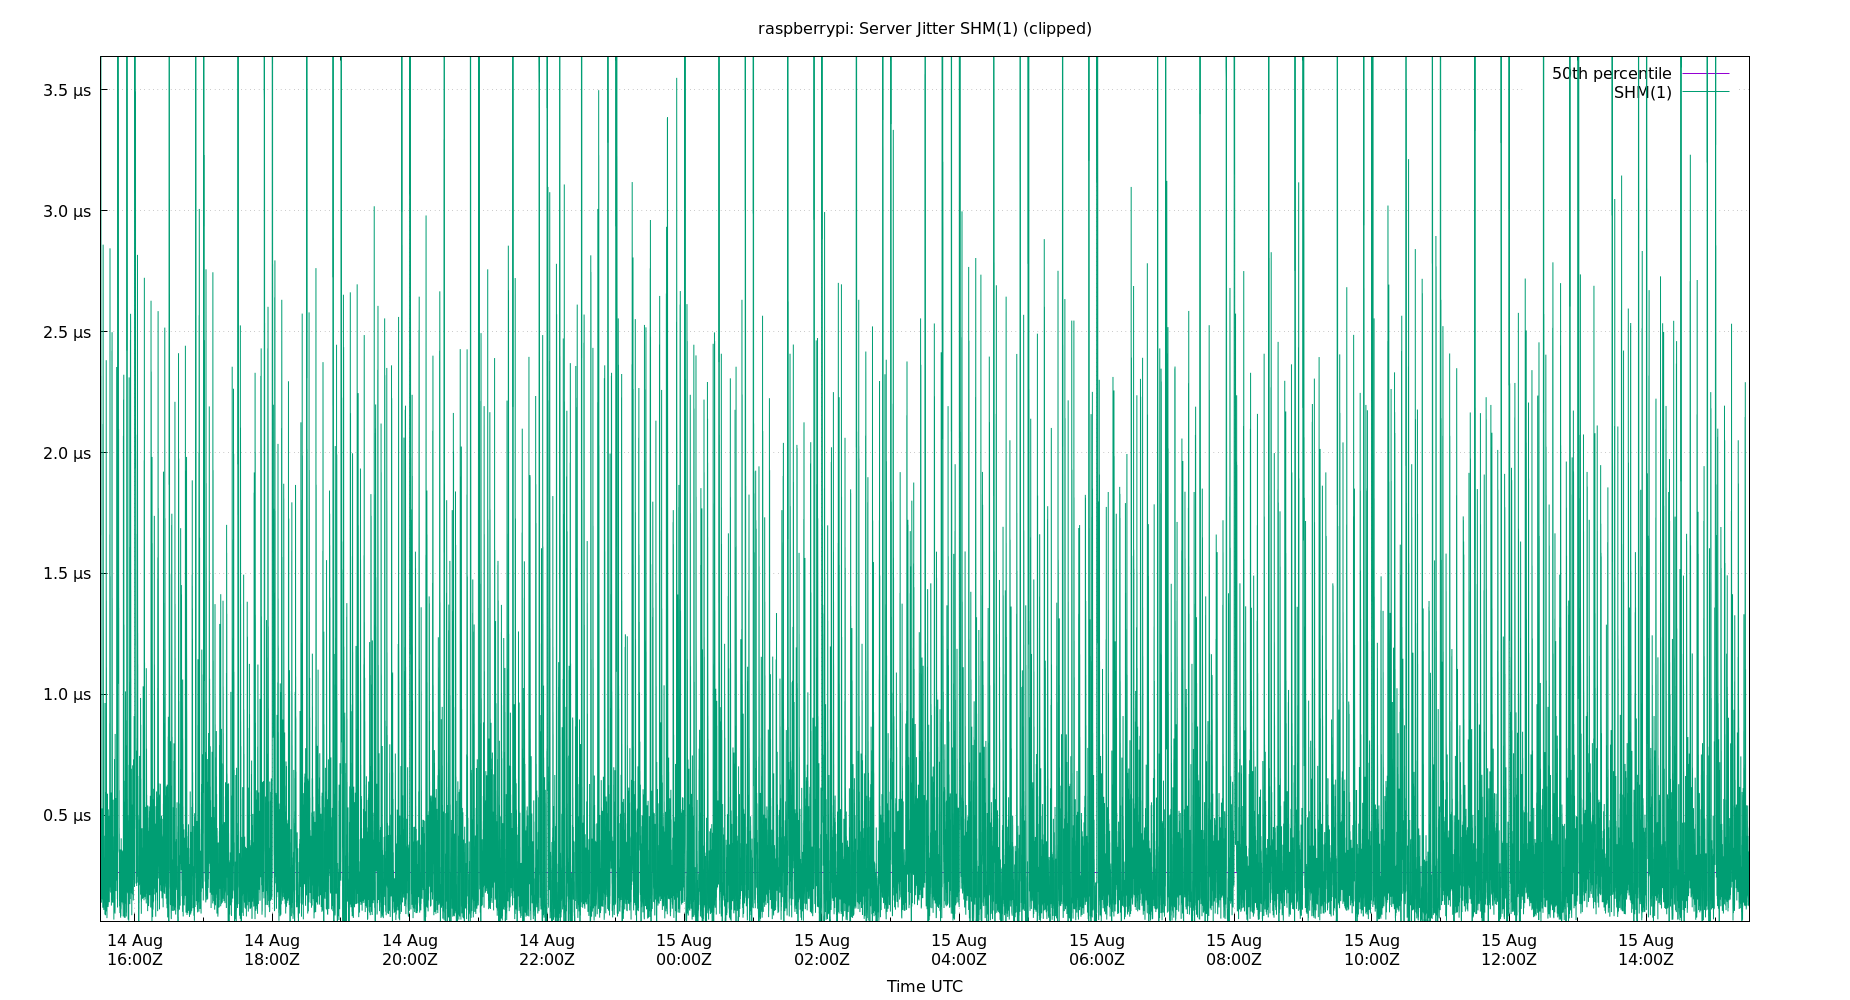 raspberrypi: Server Jitter SHM(1) (clipped)
50th percentile
SHM(1)
3.5 µs
3.0 µs
2.5 µs
2.0 µs
1.5 µs
1.0 µs
0.5 µs
14 Aug 14 Aug 14 Aug 14 Aug 15 Aug 15 Aug 15 Aug 15 Aug 15 Aug 15 Aug 15 Aug 15 Aug
16:00Z 18:00Z 20:00Z 22:00Z 00:00Z 02:00Z 04:00Z 06:00Z 08:00Z 10:00Z 12:00Z 14:00Z
Time UTC